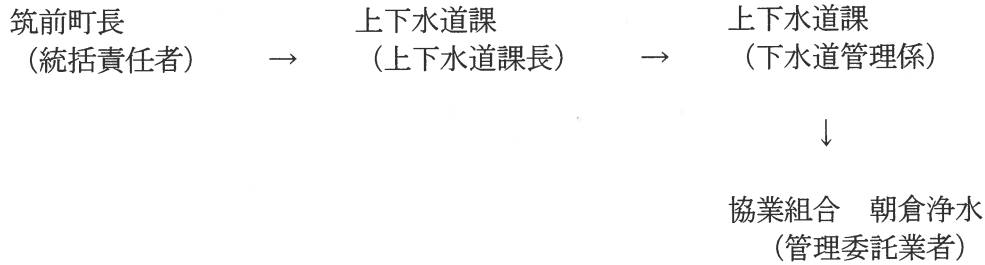 筑前町長　　　　　　上下水道課　　　　　　上下水道課
（統括責任者）　→　（上下水道課長）　→　（下水道管理係）
↓
協業組合　朝倉浄水
（管理委託業者）